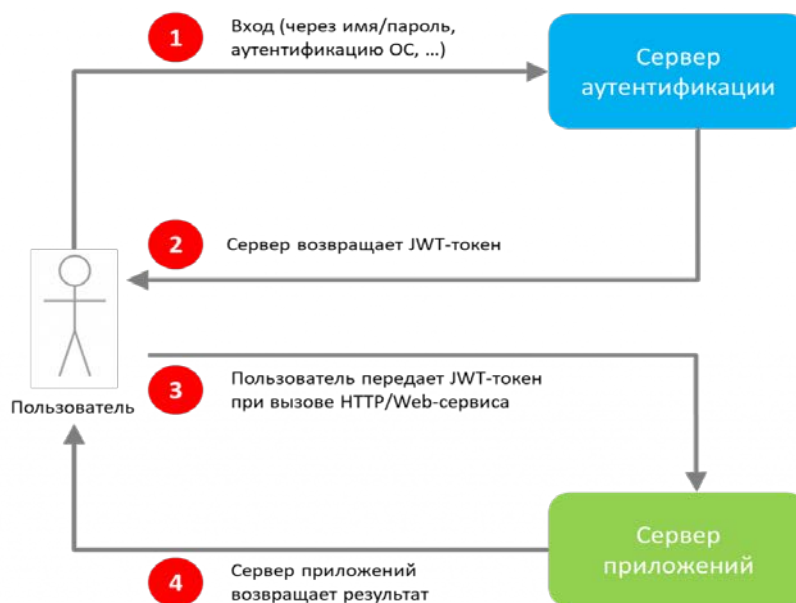 1
Вход (через имя/пароль,
аутентификацию ОС, ...)
Сервер
аутентификации
2
Сервер возвращает JWT-токен
Пользователь
3
Пользователь передает JWT-токен
при вызове HTTP/Web-сервиса
Сервер
приложений
4
Сервер приложений
возвращает результат